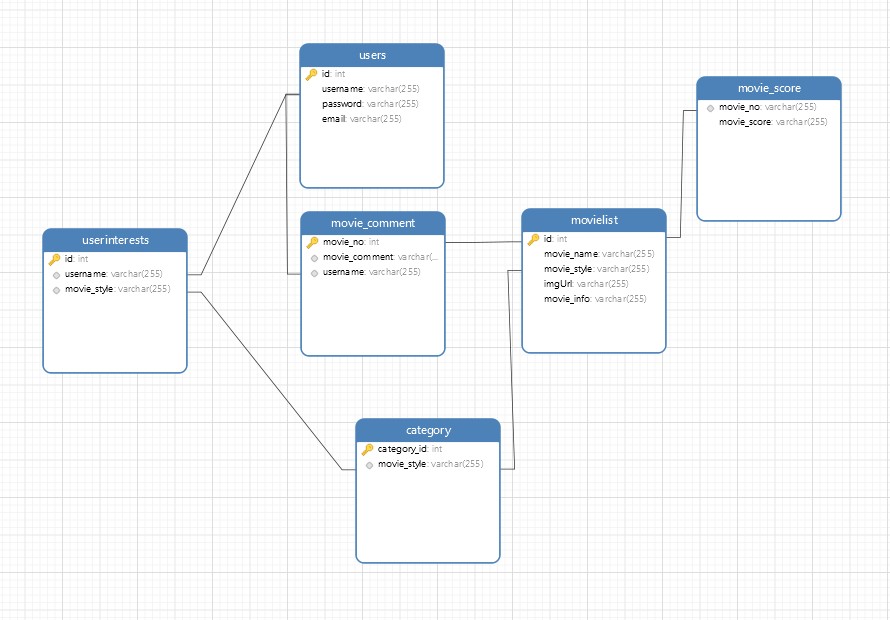 users
id: int
username: varchar(255)
password: varchar(255)
email: varchar(255)
movie_score
movie_no: varchar(255)
movie_score: varchar(255)
userinterests
id: int
username: varchar(255)
movie_style: varchar(255)
movie_comment
movie_no: int
movie_comment: varchar(...
username: varchar(255)
movielist
id: int
movie_name: varchar(255)
movie_style: varchar(255)
imgUrl: varchar(255)
movie_info: varchar(255)
category
category_id: int
movie_style: varchar(255)